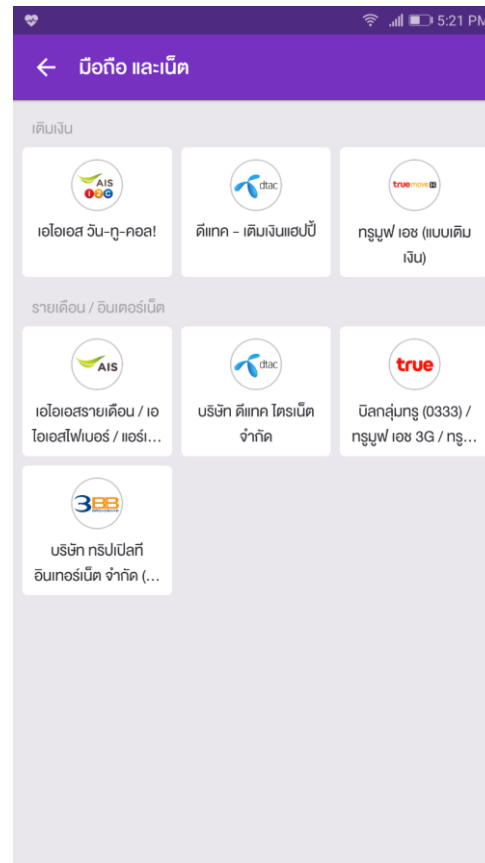 5:21 PM
มือถือ และเน็ต
เติมเงิน
AIS
12C
dtac
truemove H
เอไอเอส วัน-ทู-คอล!
ดีแทค - เติมเงินแฮปปี้
ทรูมูฟ เอช (แบบเติม
เงิน)
รายเดือน / อินเตอร์เน็ต
AIS
dtac
true
เอไอเอสรายเดือน / เอ
ไอเอสไฟเบอร์ / แอร์เ...
บริษัท ดีแทค ไตรเน็ต
จำกัด
บิลกลุ่มทรู (0333) /
ทรูมูฟ เอช 3G / ทรู...
3BB
บริษัท ทริปเปิลที
อินเทอร์เน็ต จำกัด (...